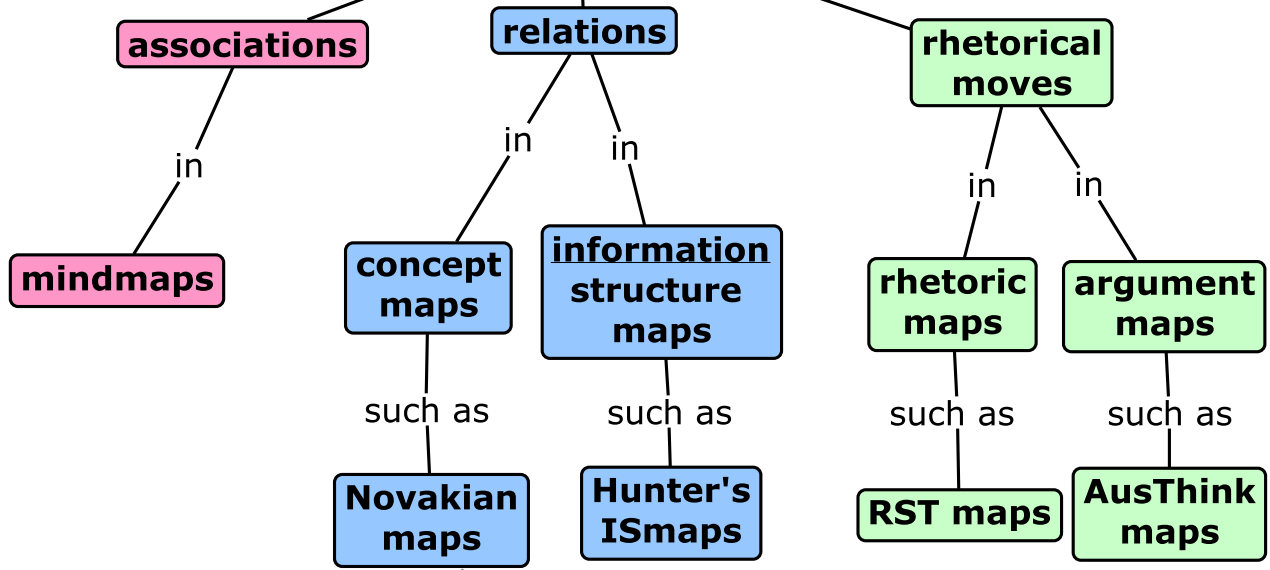 associations
relations
rhetorical
moves
in
in
in
in
in
mindmaps
concept
maps
information
structure
maps
rhetoric
maps
argument
maps
such as
such as
such as
such as
Novakian
maps
Hunter's
ISmaps
RST maps
AusThink
maps